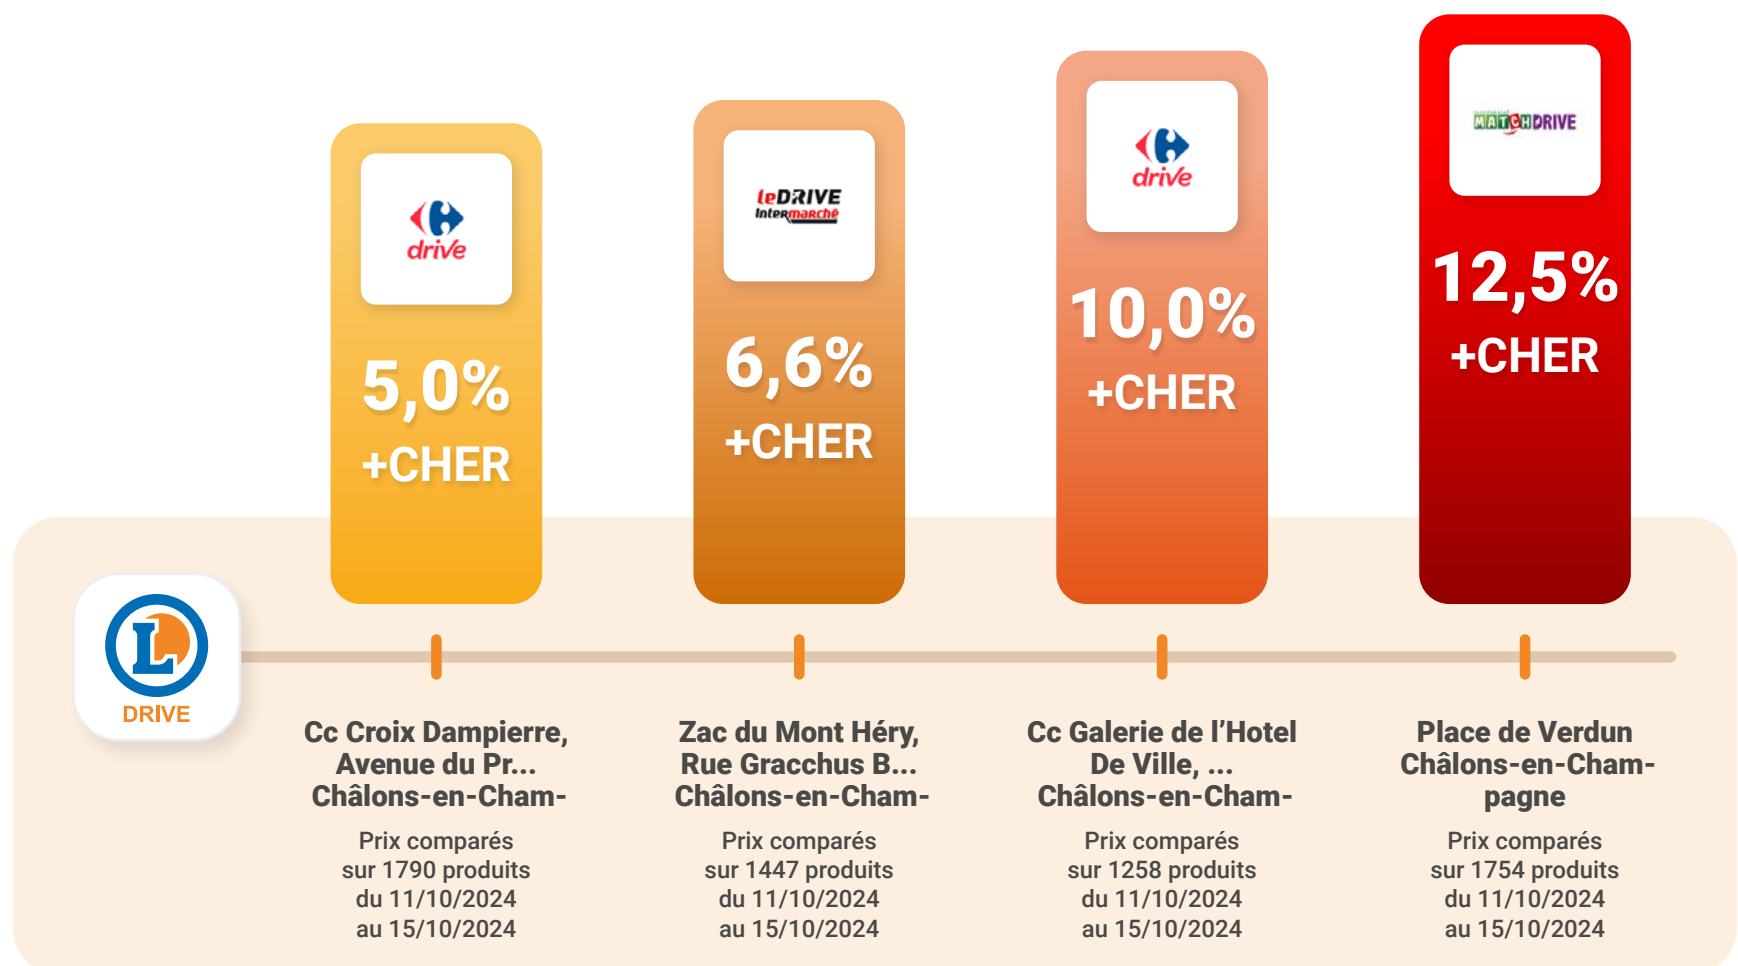 drive
5,0%
+CHER
leDRIVE
Intermarché
6,6%
+CHER
drive
10,0%
+CHER
MATCH DRIVE
12,5%
+CHER
L
DRIVE
Cc Croix Dampierre,
Avenue du Pr...
Châlons-en-Cham-
Prix comparés
sur 1790 produits
du 11/10/2024
au 15/10/2024
Zac du Mont Héry,
Rue Gracchus B...
Châlons-en-Cham-
Prix comparés
sur 1447 produits
du 11/10/2024
au 15/10/2024
Cc Galerie de l’Hotel
De Ville, ...
Châlons-en-Cham-
Prix comparés
sur 1258 produits
du 11/10/2024
au 15/10/2024
Place de Verdun
Châlons-en-Cham-
pagne
Prix comparés
sur 1754 produits
du 11/10/2024
au 15/10/2024